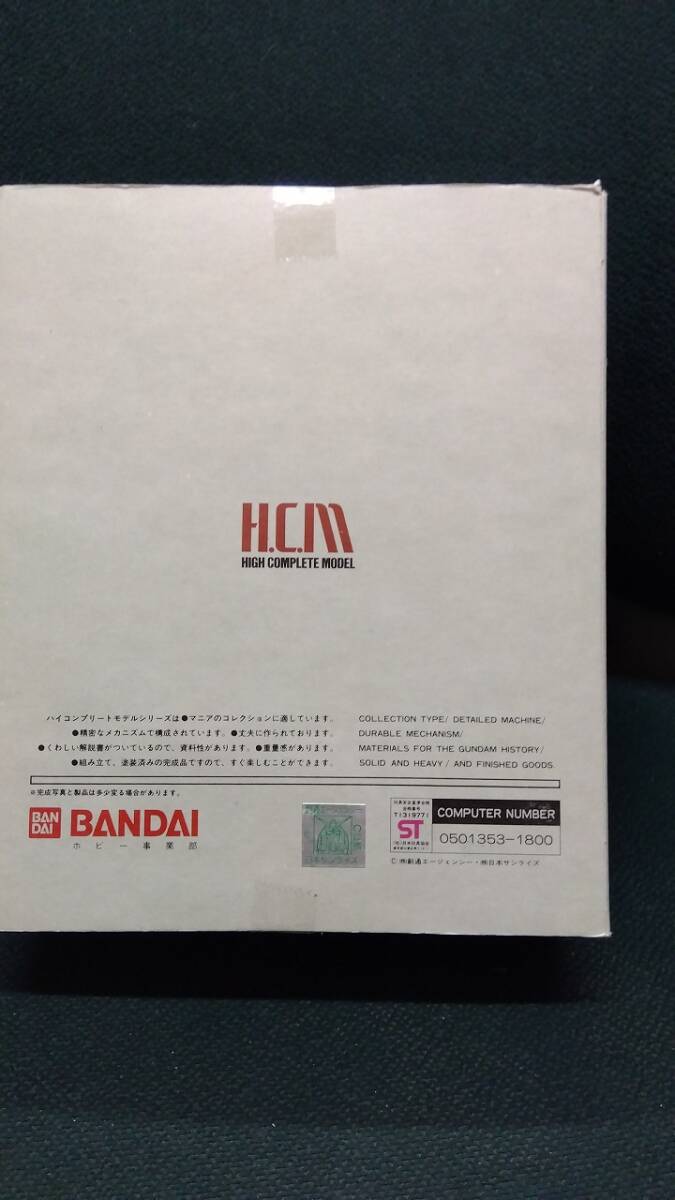 H.C.M
HIGH COMPLETE MODEL
ハイコンプリートモデルシリーズは●マニアのコレクションに適しています。
●精密なメカニズムで構成されています。●丈夫に作られております。
●くわしい解説書がついているので、資料性があります。●重量感があります。
●組み立て、塗装済みの完成品ですので、すぐ楽しむことができます。
COLLECTION TYPE/ DETAILED MACHINE/
DURABLE MECHANISM/
MATERIALS FOR THE GUNDAM HISTORY/
SOLID AND HEAVY/ AND FINISHED GOODS.
※完成写真と製品は多少変る場合があります。
BAN
DAI
BANDAI
ホビー事業部
日本サンライズ
T1319771
ST
COMPUTER NUMBER
0501353-1800
C ㈱創通エージェンシー・㈱日本サンライズ